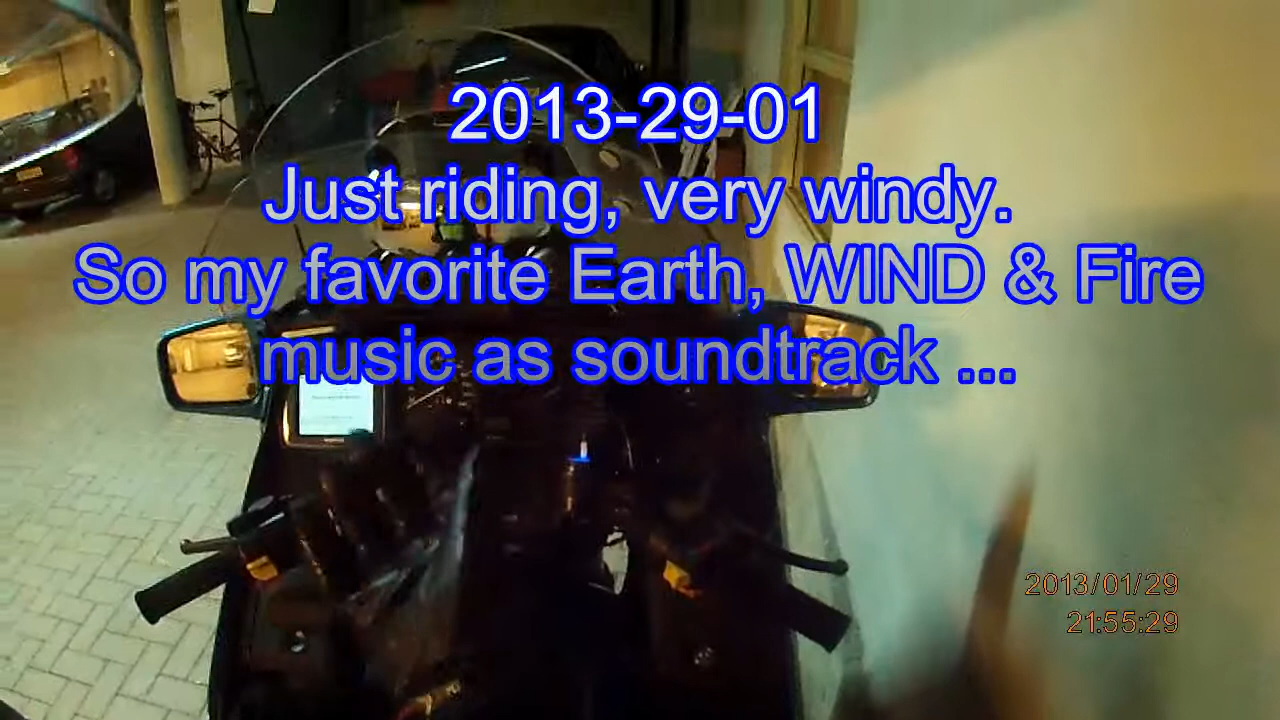 2013-29-01
Just riding, very windy.
So my favorite Earth, WIND & Fire
music as soundtrack ...
2013/01/29
21:55:29